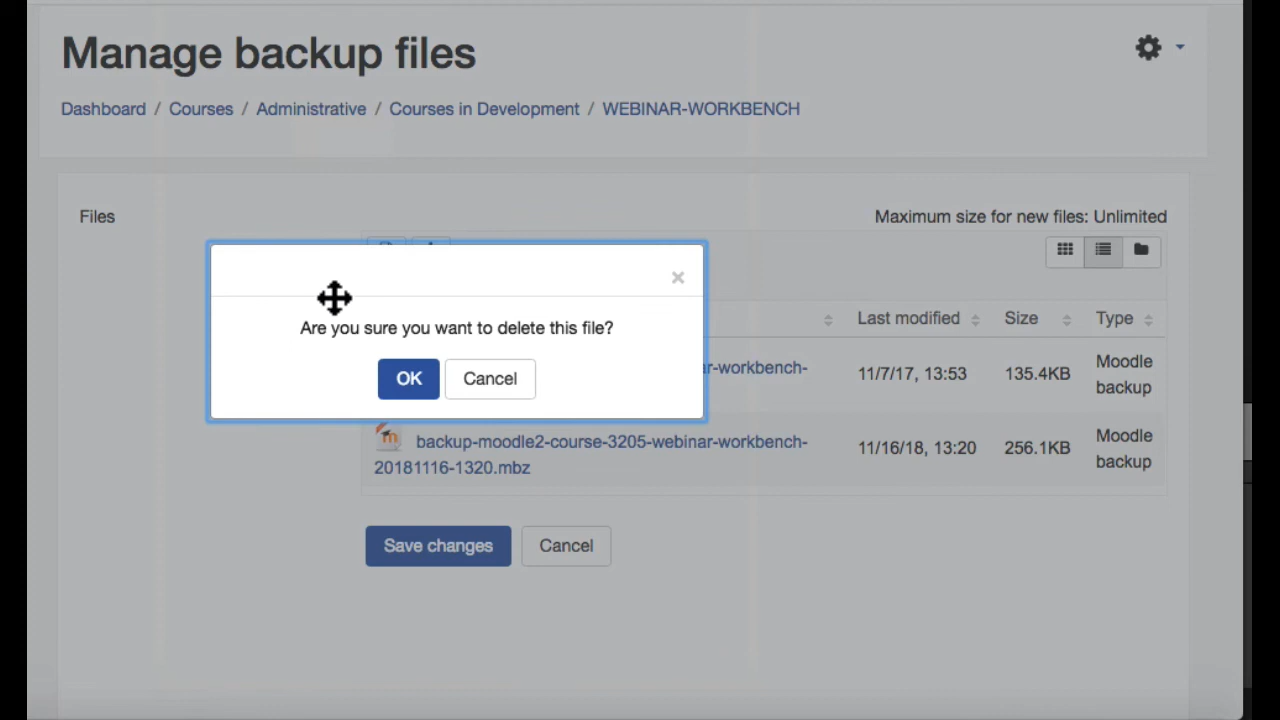 Manage backup files
Dashboard / Courses / Administrative / Courses in Development / WEBINAR-WORKBENCH
Files
Maximum size for new files: Unlimited
Last modified Size Type
Are you sure you want to delete this file?
OK Cancel
r-workbench-
11/7/17, 13:53 135.4KB Moodle backup
backup-moodle2-course-3205-webinar-workbench-
20181116-1320.mbz
11/16/18, 13:20 256.1KB Moodle backup
Save changes Cancel